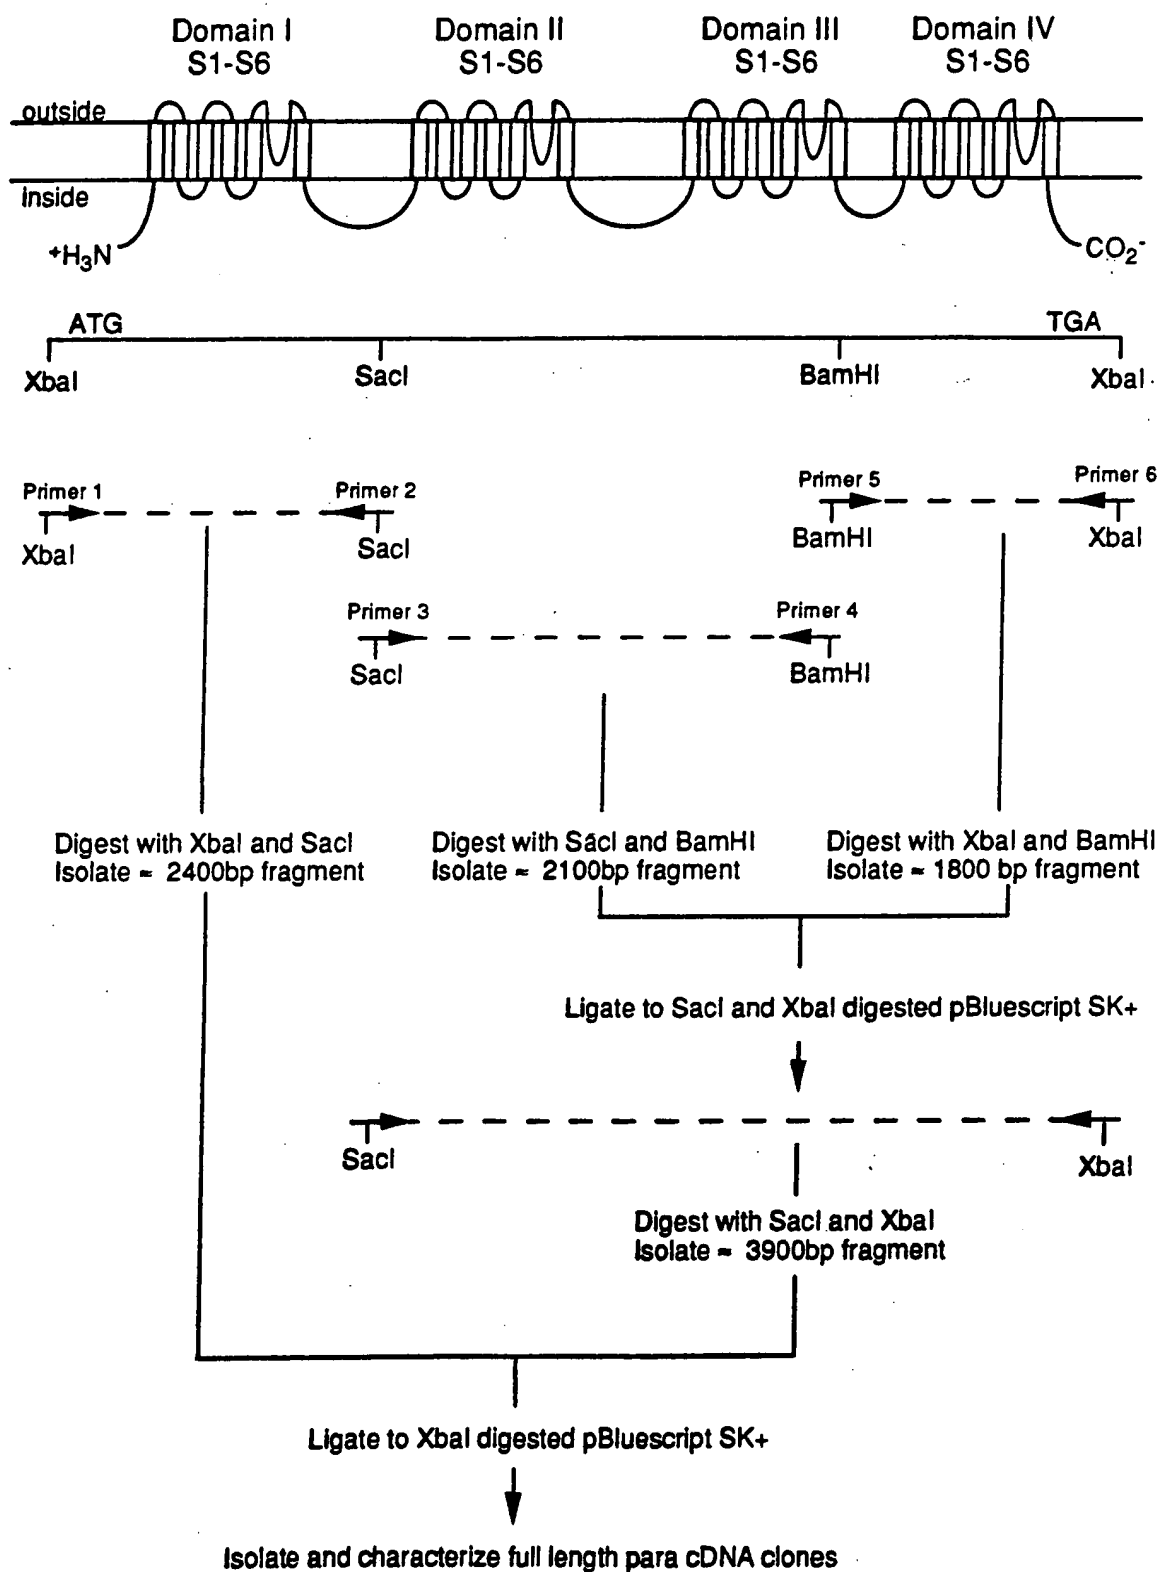 Domain I
S1-S6
Domain II
S1-S6
Domain III
S1-S6
Domain IV
S1-S6
outside
inside
+H3N
CO2-
ATG
TGA
XbaI
SacI
BamHI
XbaI
Primer 1
Primer 2
XbaI
SacI
Primer 5
Primer 6
BamHI
XbaI
Primer 3
Primer 4
SacI
BamHI
Digest with XbaI and SacI
Isolate ≈ 2400bp fragment
Digest with SacI and BamHI
Isolate ≈ 2100bp fragment
Digest with XbaI and BamHI
Isolate ≈ 1800 bp fragment
Ligate to SacI and XbaI digested pBluescript SK+
SacI
XbaI
Digest with SacI and XbaI
Isolate ≈ 3900bp fragment
Ligate to XbaI digested pBluescript SK+
Isolate and characterize full length para cDNA clones